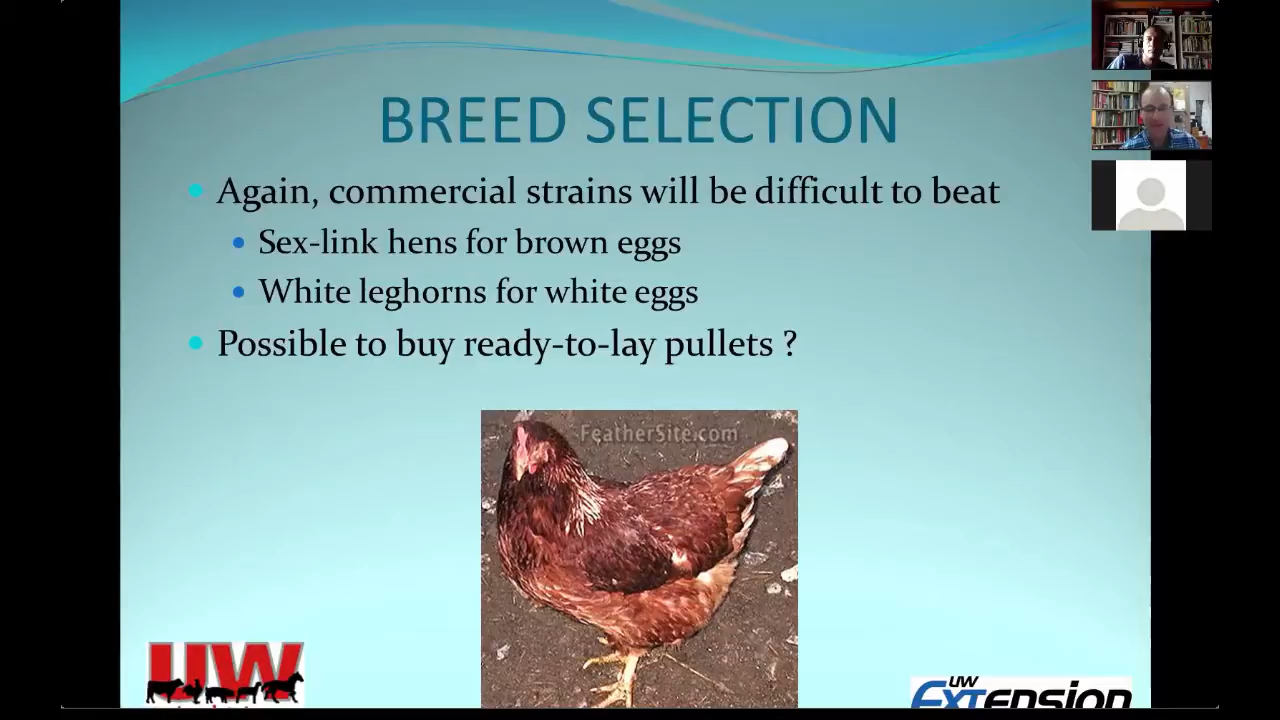 BREED SELECTION
Again, commercial strains will be difficult to beat
Sex-link hens for brown eggs
White leghorns for white eggs
Possible to buy ready-to-lay pullets ?
FeatherSite.com
UW
UW
Extension